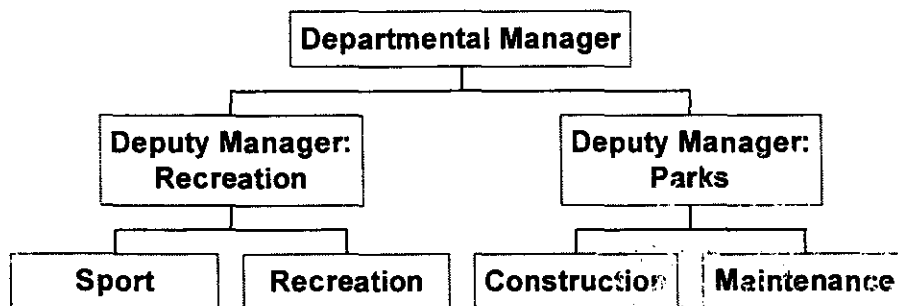 Departmental Manager
Deputy Manager:
Recreation
Deputy Manager:
Parks
Sport
Recreation
Construction
Maintenance